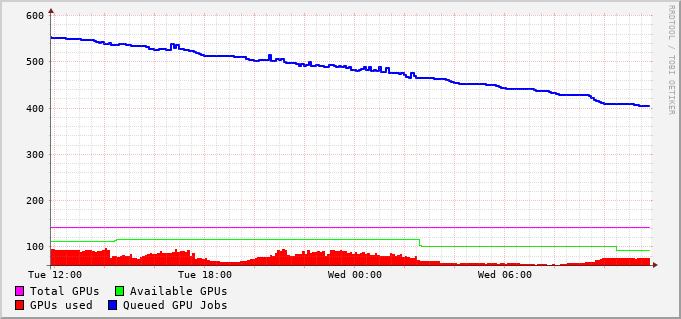 600
500
400
300
200
100
Tue 12:00 Tue 18:00 Wed 00:00 Wed 06:00
Total GPUs Available GPUs
GPUs used Queued GPU Jobs
RRDTOOL / TOBI OETIKER